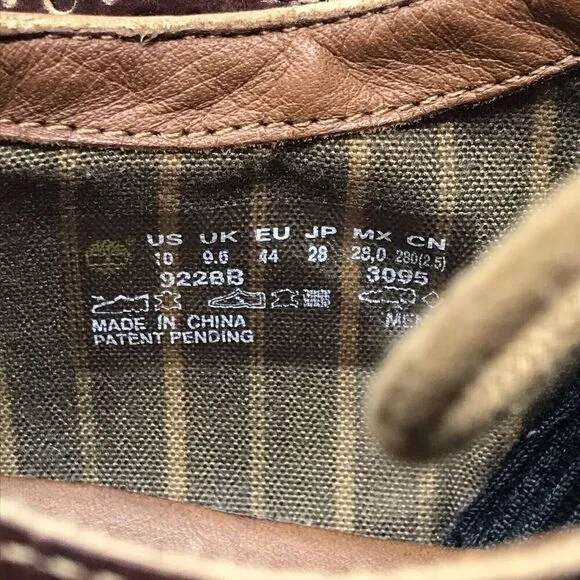 US UK EU JP MX CN
10 9.5 44 28 28,0 280(2.5)
9228B 3095
MADE IN CHINA
PATENT PENDING